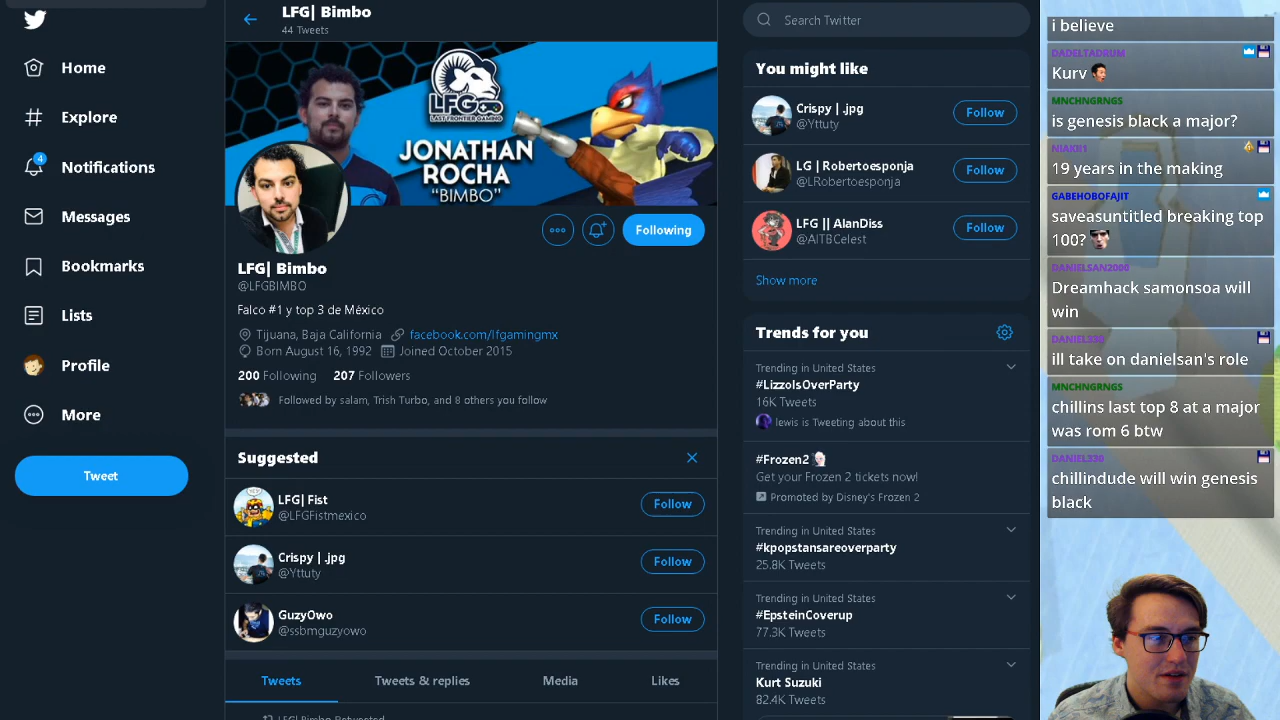 LFG| Bimbo
44 Tweets
LFG
LAST FRONTIER GAMING
JONATHAN
ROCHA
"BIMBO"
Following
LFG| Bimbo
@LFGBIMBO
Falco #1 y top 3 de México
Tijuana, Baja California facebook.com/lfgamingmx
Born August 16, 1992 Joined October 2015
200 Following 207 Followers
Followed by salam, Trish Turbo, and 8 others you follow
Suggested
LFG| Fist
@LFGFistmexico
Follow
Crispy | .jpg
@Yttuty
Follow
GuzyOwo
@ssbmguzyowo
Follow
Tweets Tweets & replies Media Likes
LFG| Bimbo Retweeted
Home
Explore
4
Notifications
Messages
Bookmarks
Lists
Profile
More
Tweet
Search Twitter
You might like
Crispy | .jpg
@Yttuty
Follow
LG | Robertoesponja
@LRobertoesponja
Follow
LFG || AlanDiss
@AITBCelest
Follow
Show more
Trends for you
Trending in United States
#LizzoIsOverParty
16K Tweets
lewis is Tweeting about this
#Frozen2
Get your Frozen 2 tickets now!
Promoted by Disney's Frozen 2
Trending in United States
#kpopstansareoverparty
25.8K Tweets
Trending in United States
#EpsteinCoverup
77.3K Tweets
Trending in United States
Kurt Suzuki
82.4K Tweets
i believe
DADELTADRUM
Kurv
MNCHNGRNGS
is genesis black a major?
NIAKIIS
19 years in the making
GABEHOBOFAJIT
saveasuntitled breaking top
100?
DANIELSAN2000
Dreamhack samonsoa will
win
DANIEL330
ill take on danielsan's role
MNCHNGRNGS
chillins last top 8 at a major
was rom 6 btw
DANIEL330
chillindude will win genesis
black